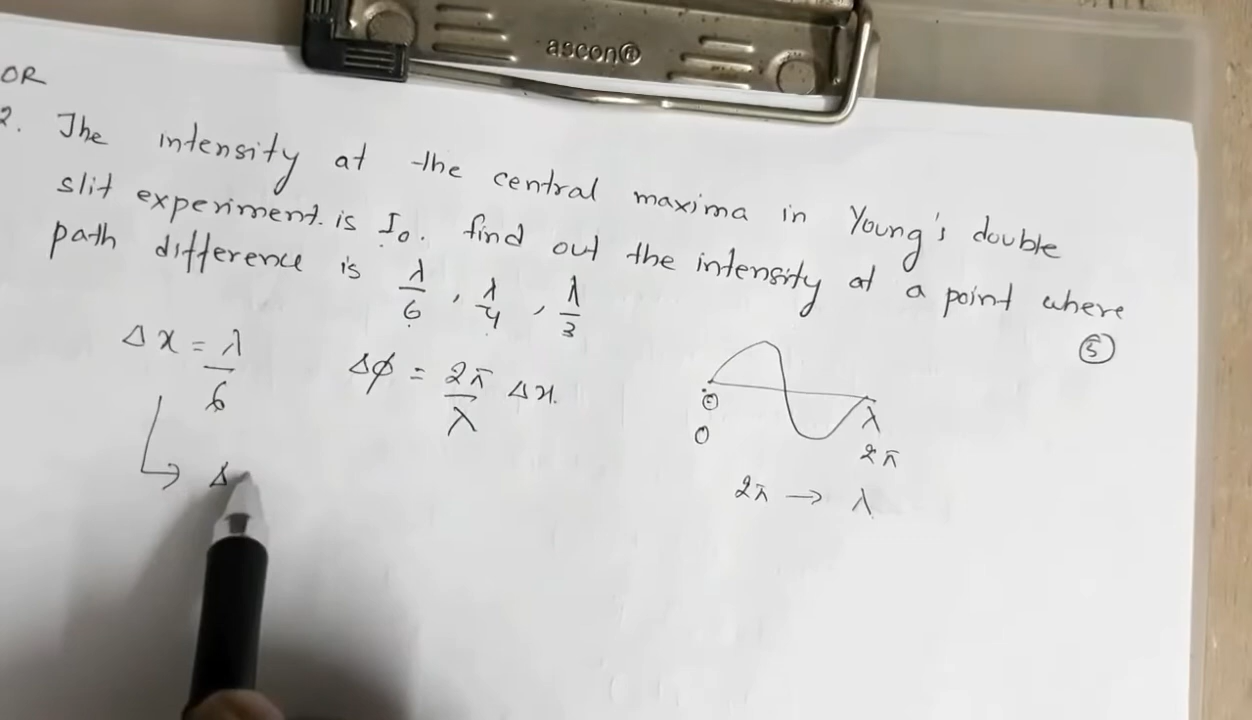 ascon®
OR
2. The intensity at the central maxima in Young's double
slit experiment. is I₀. find out the intensity at a point where
path difference is λ/6, λ/4, λ/3
⑤
Δx = λ/6
Δφ = 2π/λ Δx.
0
λ
2π
2π → λ
Δ